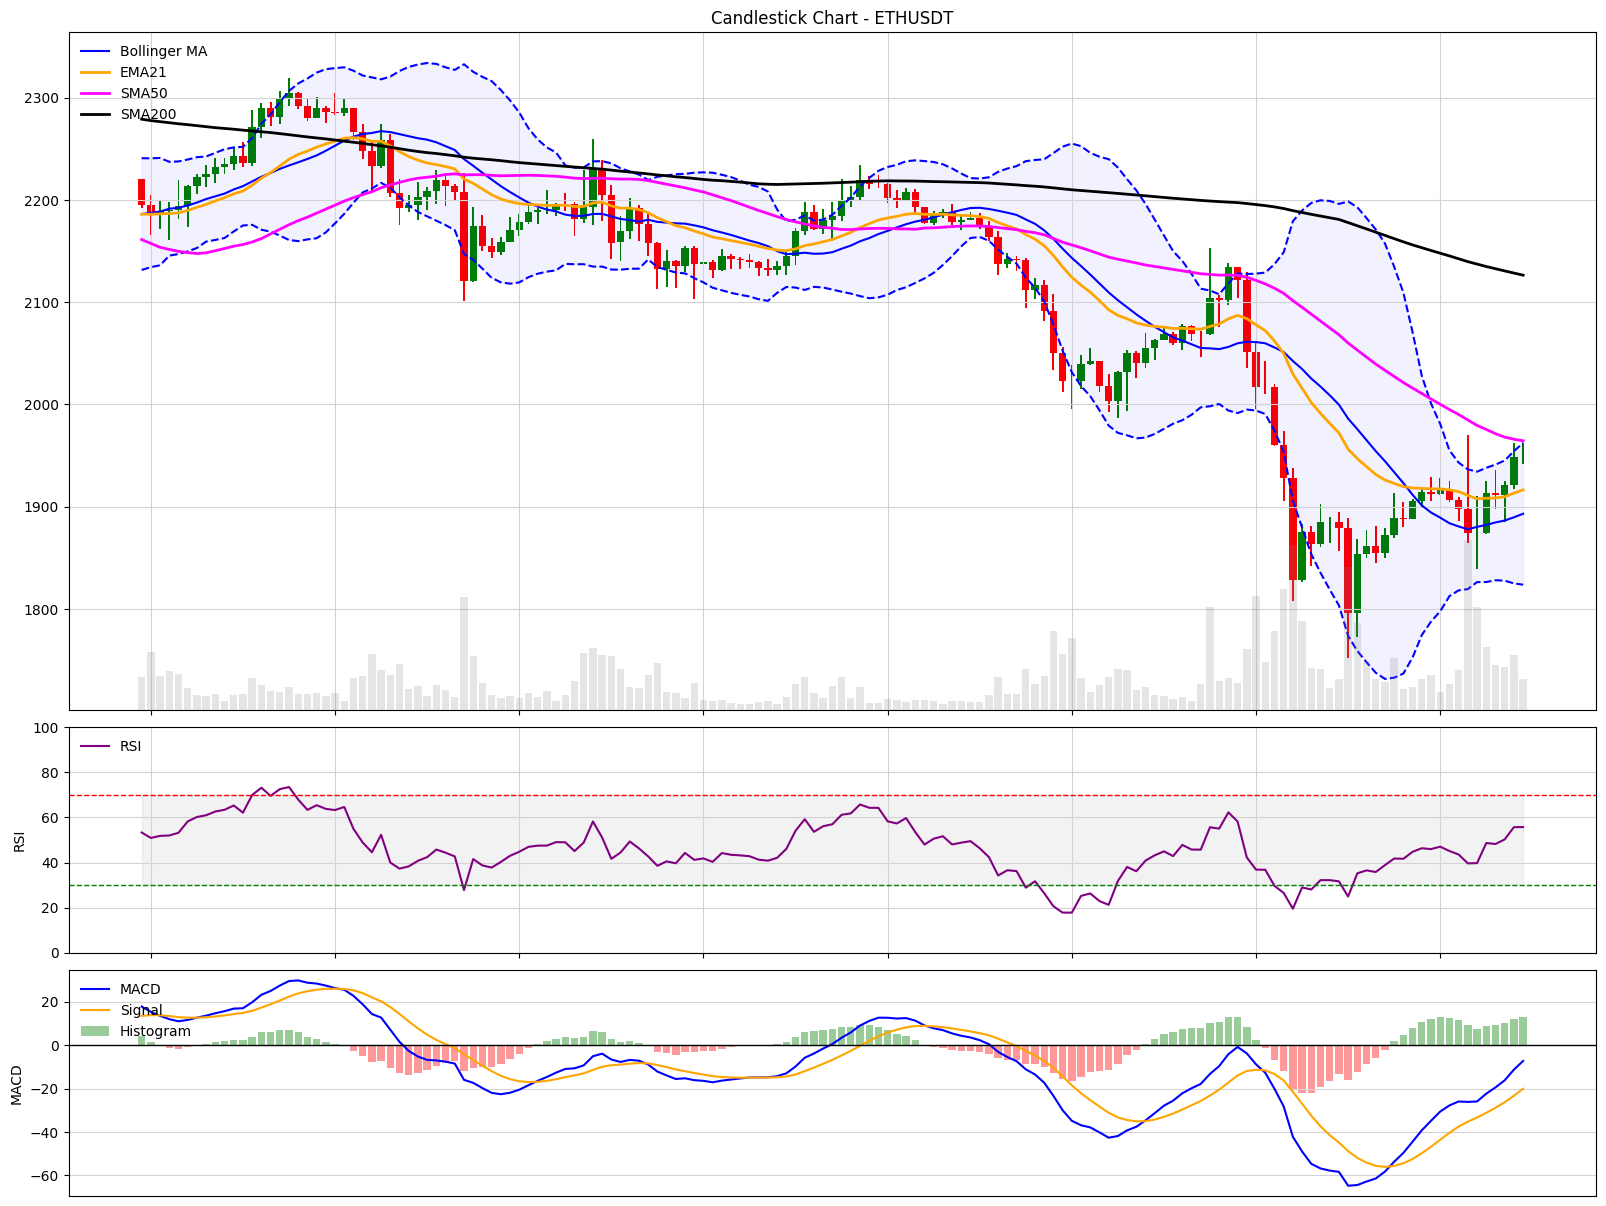 Candlestick Chart - ETHUSDT
Bollinger MA
EMA21
SMA50
SMA200
2300
2200
2100
2000
1900
1800
100
80
60
40
20
0
RSI
RSI
20
0
−20
−40
−60
MACD
MACD
Signal
Histogram